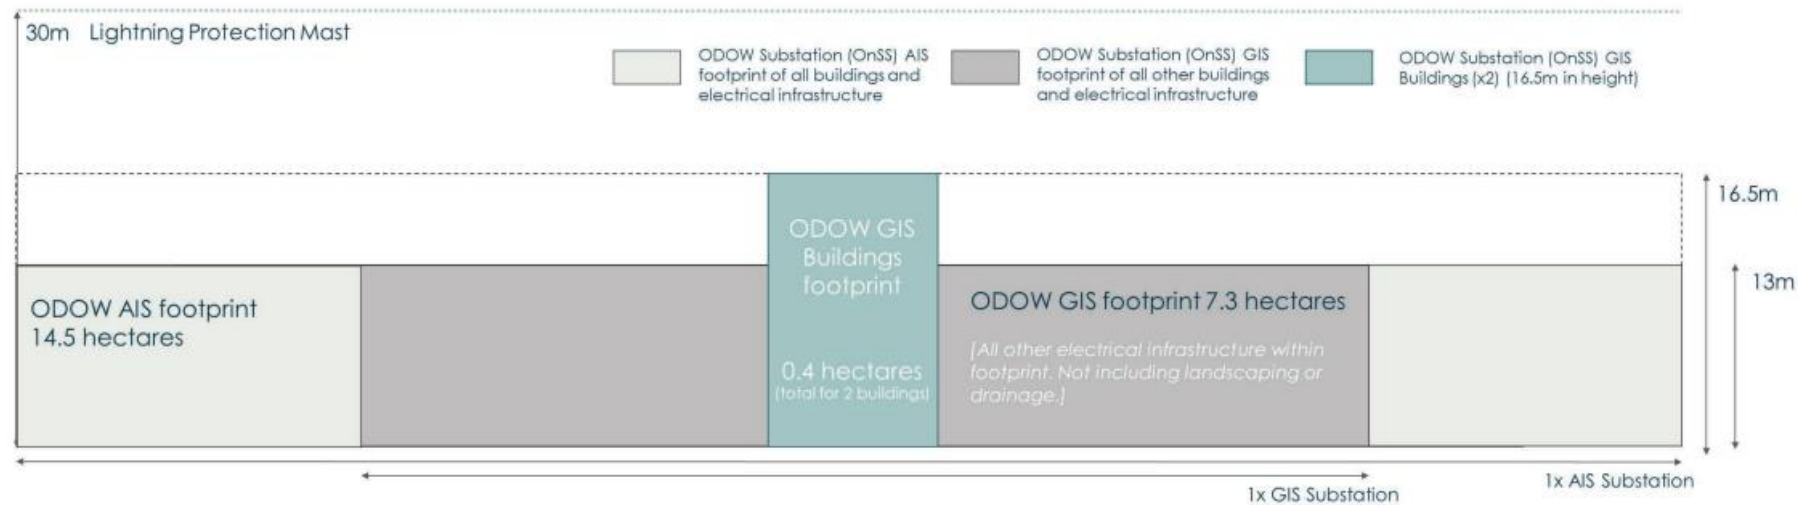 30m Lightning Protection Mast
ODOW Substation (OnSS) AIS
footprint of all buildings and
electrical infrastructure
ODOW Substation (OnSS) GIS
footprint of all other buildings
and electrical infrastructure
ODOW Substation (OnSS) GIS
Buildings (x2) (16.5m in height)
16.5m
13m
ODOW AIS footprint
14.5 hectares
ODOW GIS
Buildings
footprint
0.4 hectares
(total for 2 buildings)
ODOW GIS footprint 7.3 hectares
[All other electrical infrastructure within
footprint. Not including landscaping or
drainage.]
1x GIS Substation
1x AIS Substation